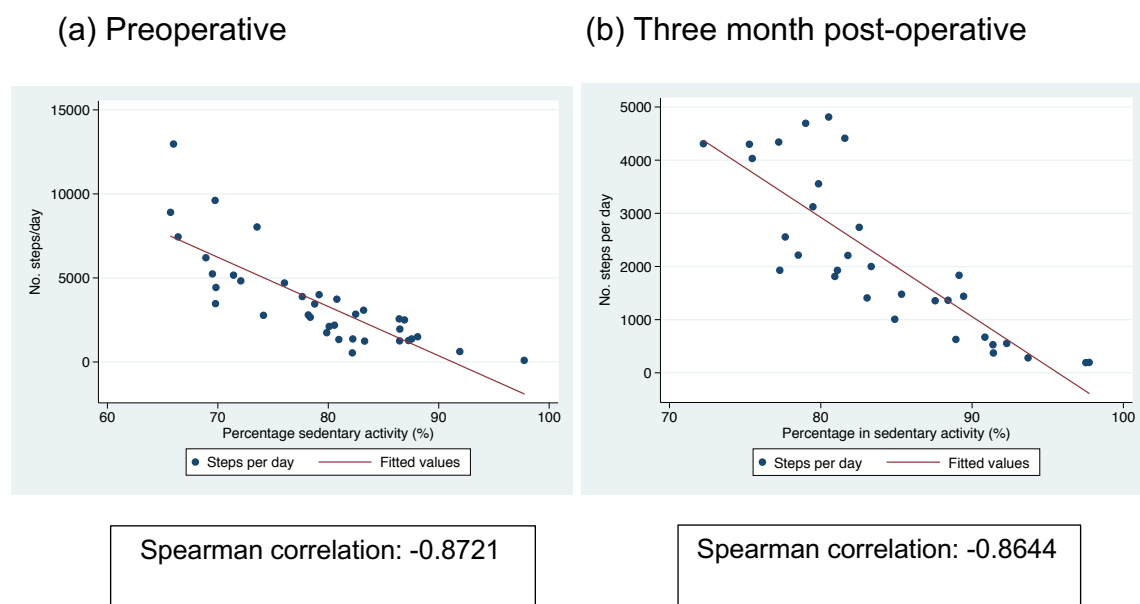 (a) Preoperative
(b) Three month post-operative
15000
10000
5000
0
No. steps/day
60 70 80 90 100
Percentage sedentary activity (%)
Steps per day Fitted values
5000
4000
3000
2000
1000
0
No. steps per day
70 80 90 100
Percentage in sedentary activity (%)
Steps per day Fitted values
Spearman correlation: -0.8721
Spearman correlation: -0.8644